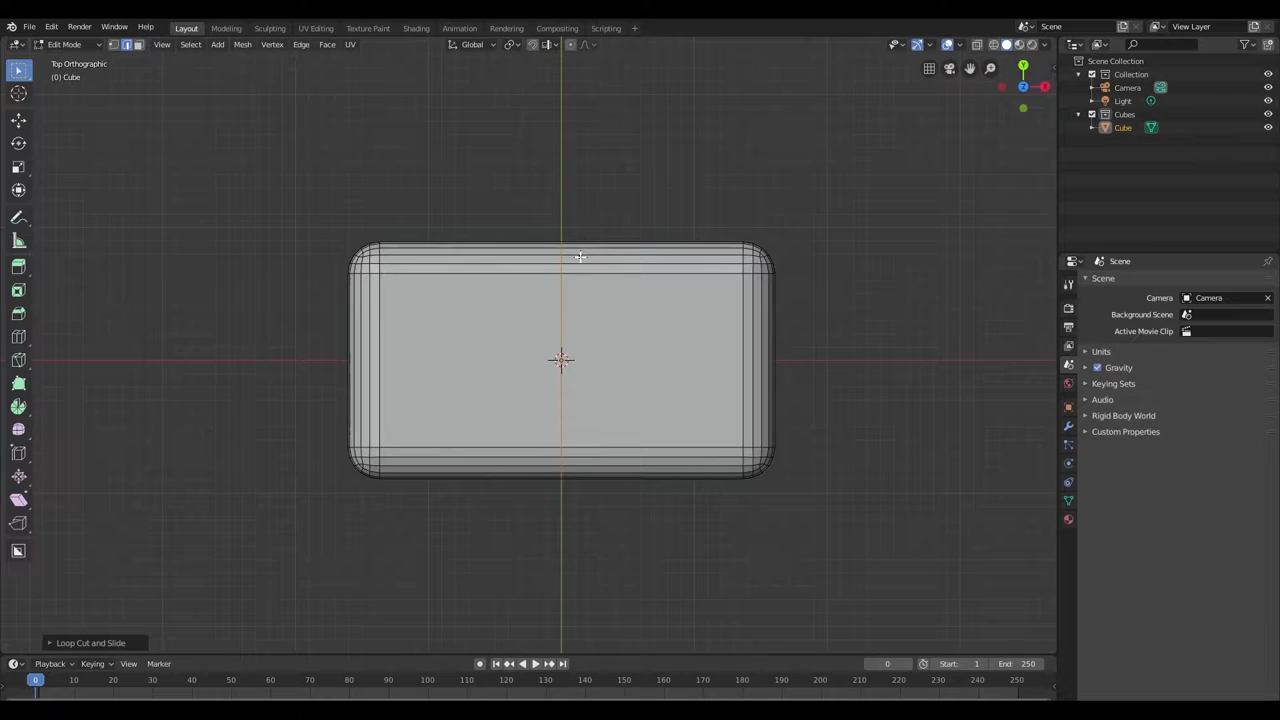 File Edit Render Window Help Layout Modeling Sculpting UV Editing Texture Paint Shading Animation Rendering Compositing Scripting + Scene View Layer
Edit Mode View Select Add Mesh Vertex Edge Face UV Global
Top Orthographic
(0) Cube
Y
Z
X
Scene Collection
Collection
Camera
Light
Cubes
Cube
Scene
Scene
Camera Camera
Background Scene
Active Movie Clip
Units
Gravity
Keying Sets
Audio
Rigid Body World
Custom Properties
Loop Cut and Slide
Playback Keying View Marker 0 Start: 1 End: 250
0 10 20 30 40 50 60 70 80 90 100 110 120 130 140 150 160 170 180 190 200 210 220 230 240 250